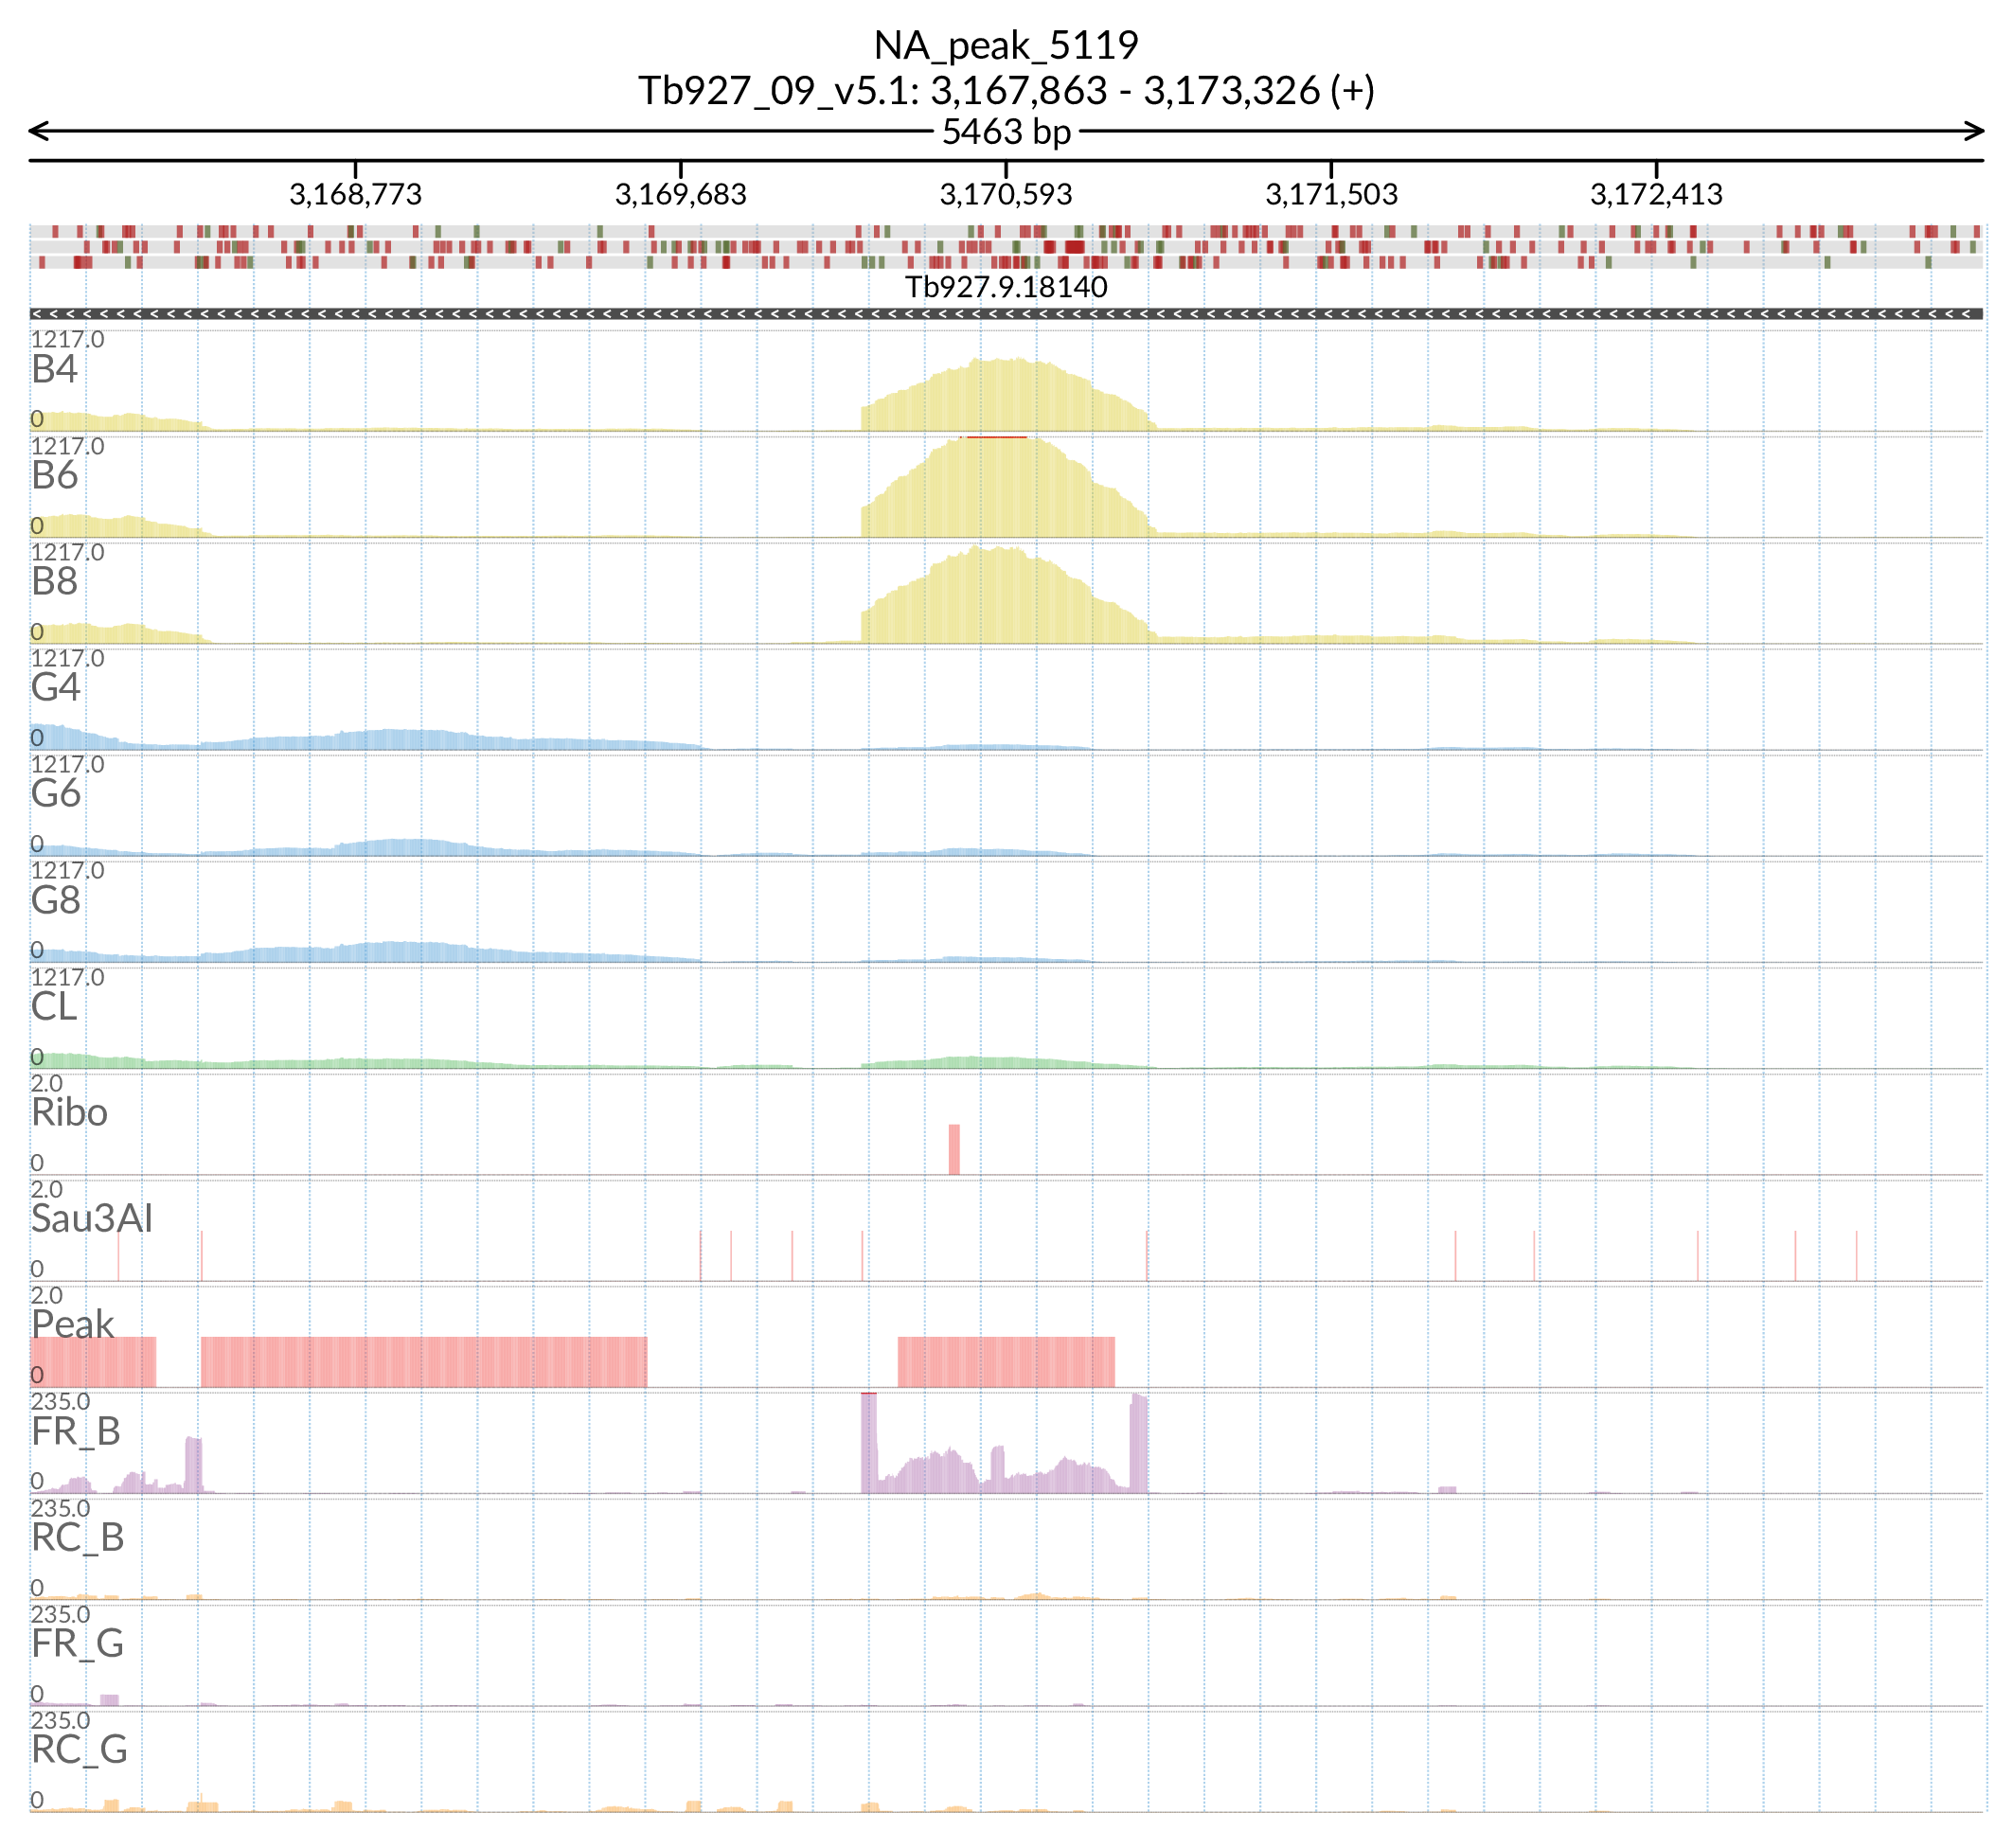 NA_peak_5119
Tb927_09_v5.1: 3,167,863 - 3,173,326 (+)
5463 bp
3,168,773 3,169,683 3,170,593 3,171,503 3,172,413
Tb927.9.18140
1217.0
B4
0
1217.0
B6
0
1217.0
B8
0
1217.0
G4
0
1217.0
G6
0
1217.0
G8
0
1217.0
CL
0
2.0
Ribo
0
2.0
Sau3AI
0
2.0
Peak
0
235.0
FR_B
0
235.0
RC_B
0
235.0
FR_G
0
235.0
RC_G
0